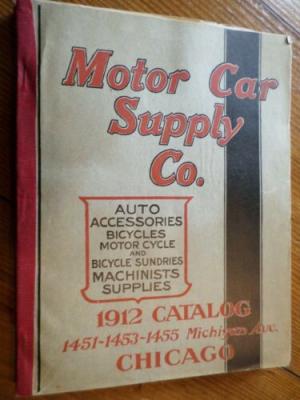 Motor Car
Supply
Co.
AUTO
ACCESSORIES
BICYCLES
MOTOR CYCLE
AND
BICYCLE SUNDRIES
MACHINISTS
SUPPLIES
1912 CATALOG
1451-1453-1455 Michigan Ave.
CHICAGO